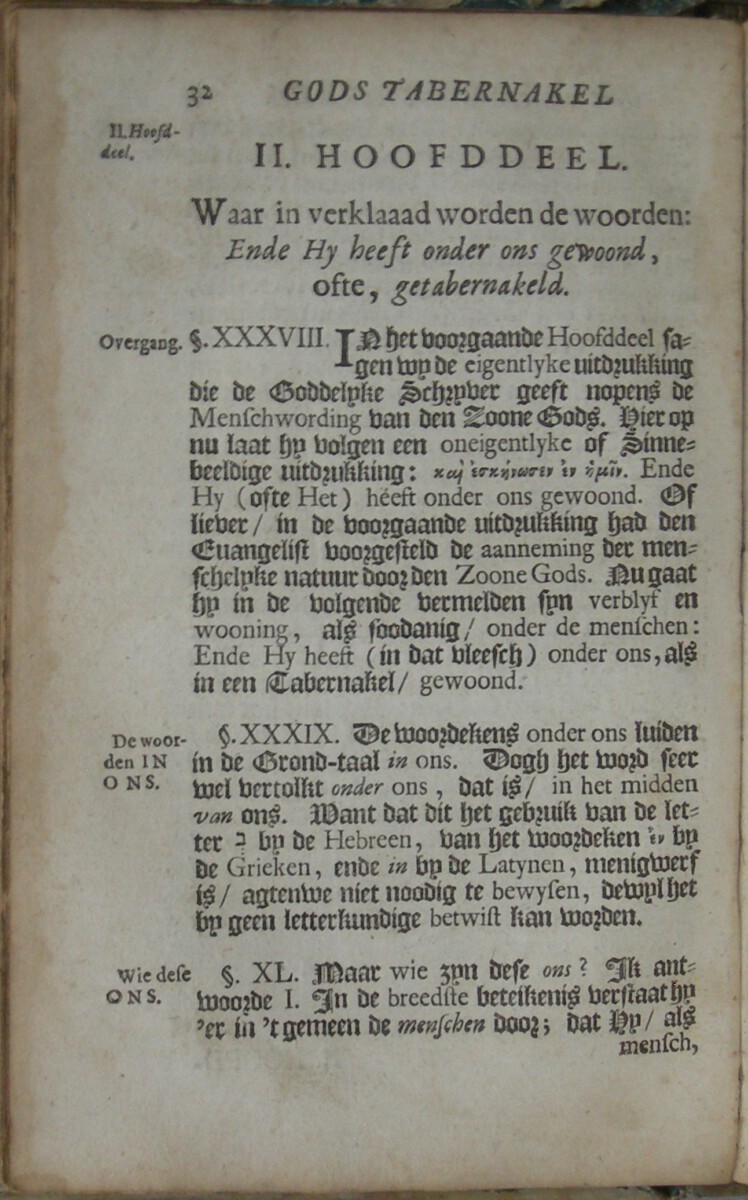 32 GODS TABERNAKEL
II. Hoofd-
deel.
II. HOOFDDEEL.
Waar in verklaaad worden de woorden:
Ende Hy heeft onder ons gewoond,
ofte, getabernakeld.
Overgang.
§. XXXVIII. IN het voorgaande Hoofddeel sa-
gen wy de eigentlyke uitdrukking
die de Goddelyke Schryver geeft nopens de
Menschwording van den Zoone Gods. Hier op
nu laat hy volgen een oneigentlyke of Sinne-
beeldige uitdrukking: καὶ ἐσκήνωσεν ἐν ἡμῖν. Ende
Hy (ofte Het) heeft onder ons gewoond. Of
liever/ in de voorgaande uitdrukking had den
Euangelist voorgesteld de aanneming der men-
schelyke natuur door den Zoone Gods. Nu gaat
hy in de volgende vermelden syn verblyf en
wooning, als soodanig/ onder de menschen:
Ende Hy heeft (in dat vleesch) onder ons, als
in een Tabernakel/ gewoond.
De woor-
den IN
ONS.
§. XXXIX. De woordekens onder ons luiden
in de Grond-taal in ons. Dogh het word seer
wel vertolkt onder ons, dat is/ in het midden
van ons. Want dat dit het gebruik van de let-
ter ב by de Hebreen, van het woordeken ἐν by
de Grieken, ende in by de Latynen, menigwerf
is/ agten we niet noodig te bewysen, dewyl het
by geen letterkundige betwist kan worden.
Wie dese
ONS.
§. XL. Maar wie zyn dese ons? Ik ant-
woorde I. In de breedste beteikenis verstaat hy
'er in 't gemeen de menschen door; dat Hy/ als
mensch,